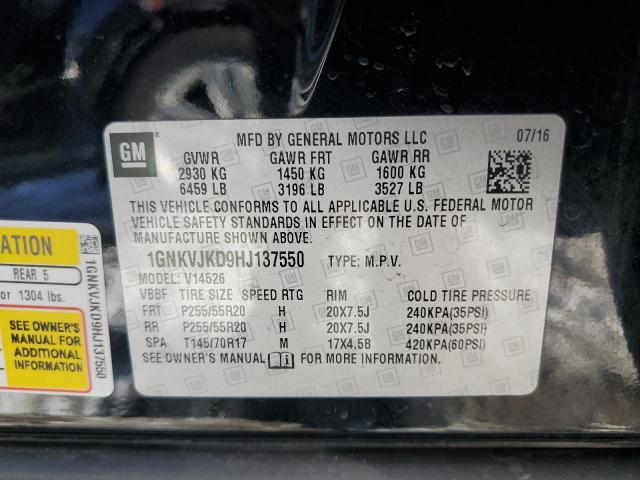 GM
MFD BY GENERAL MOTORS LLC 07/16
GVWR GAWR FRT GAWR RR
2930 KG 1450 KG 1600 KG
6459 LB 3196 LB 3527 LB
THIS VEHICLE CONFORMS TO ALL APPLICABLE U.S. FEDERAL MOTOR
VEHICLE SAFETY STANDARDS IN EFFECT ON THE DATE OF
MANUFACTURE SHOWN ABOVE.
1GNKVJKD9HJ137550 TYPE: M.P.V.
V14526
VBBF TIRE SIZE SPEED RTG RIM COLD TIRE PRESSURE
FRT P255/55R20 H 20X7.5J 240KPA(35PSI)
RR P255/55R20 H 20X7.5J 240KPA(35PSI)
SPA T145/70R17 M 17X4.5B 420KPA(60PSI)
SEE OWNER'S MANUAL FOR MORE INFORMATION.
REAR 5
or 1304 lbs.
SEE OWNER'S
MANUAL FOR
ADDITIONAL
INFORMATION
1GNKVJKD9HJ137550